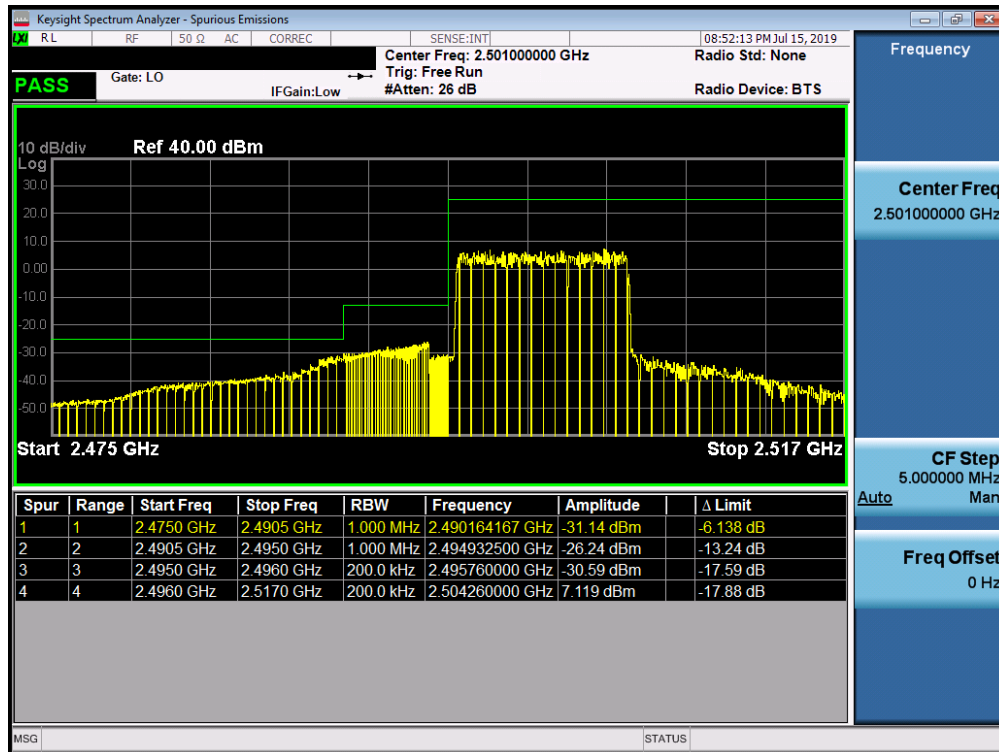 Keysight Spectrum Analyzer - Spurious Emissions
LXI RL RF 50 Ω AC CORREC SENSE:INT 08:52:13 PM Jul 15, 2019
Center Freq: 2.501000000 GHz Radio Std: None
Trig: Free Run
PASS Gate: LO IFGain:Low #Atten: 26 dB Radio Device: BTS
Frequency
10 dB/div Ref 40.00 dBm
Log
30.0
20.0
10.0
0.00
-10.0
-20.0
-30.0
-40.0
-50.0
Start 2.475 GHz Stop 2.517 GHz
Spur Range Start Freq Stop Freq RBW Frequency Amplitude Δ Limit
1 1 2.4750 GHz 2.4905 GHz 1.000 MHz 2.490164167 GHz -31.14 dBm -6.138 dB
2 2 2.4905 GHz 2.4950 GHz 1.000 MHz 2.494932500 GHz -26.24 dBm -13.24 dB
3 3 2.4950 GHz 2.4960 GHz 200.0 kHz 2.495760000 GHz -30.59 dBm -17.59 dB
4 4 2.4960 GHz 2.5170 GHz 200.0 kHz 2.504260000 GHz 7.119 dBm -17.88 dB
Center Freq
2.501000000 GHz
CF Step
5.000000 MHz
Auto Man
Freq Offset
0 Hz
MSG STATUS